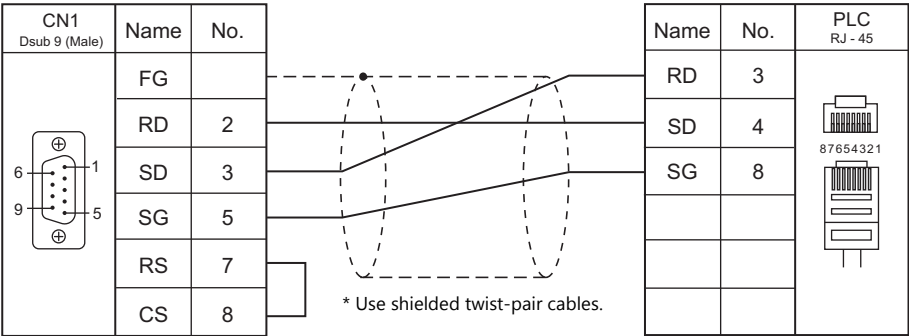 CN1
Dsub 9 (Male)
Name No.
FG
RD 2
SD 3
SG 5
RS 7
CS 8
6
1
9
5
* Use shielded twist-pair cables.
Name No.
PLC
RJ - 45
RD 3
SD 4
SG 8
87654321